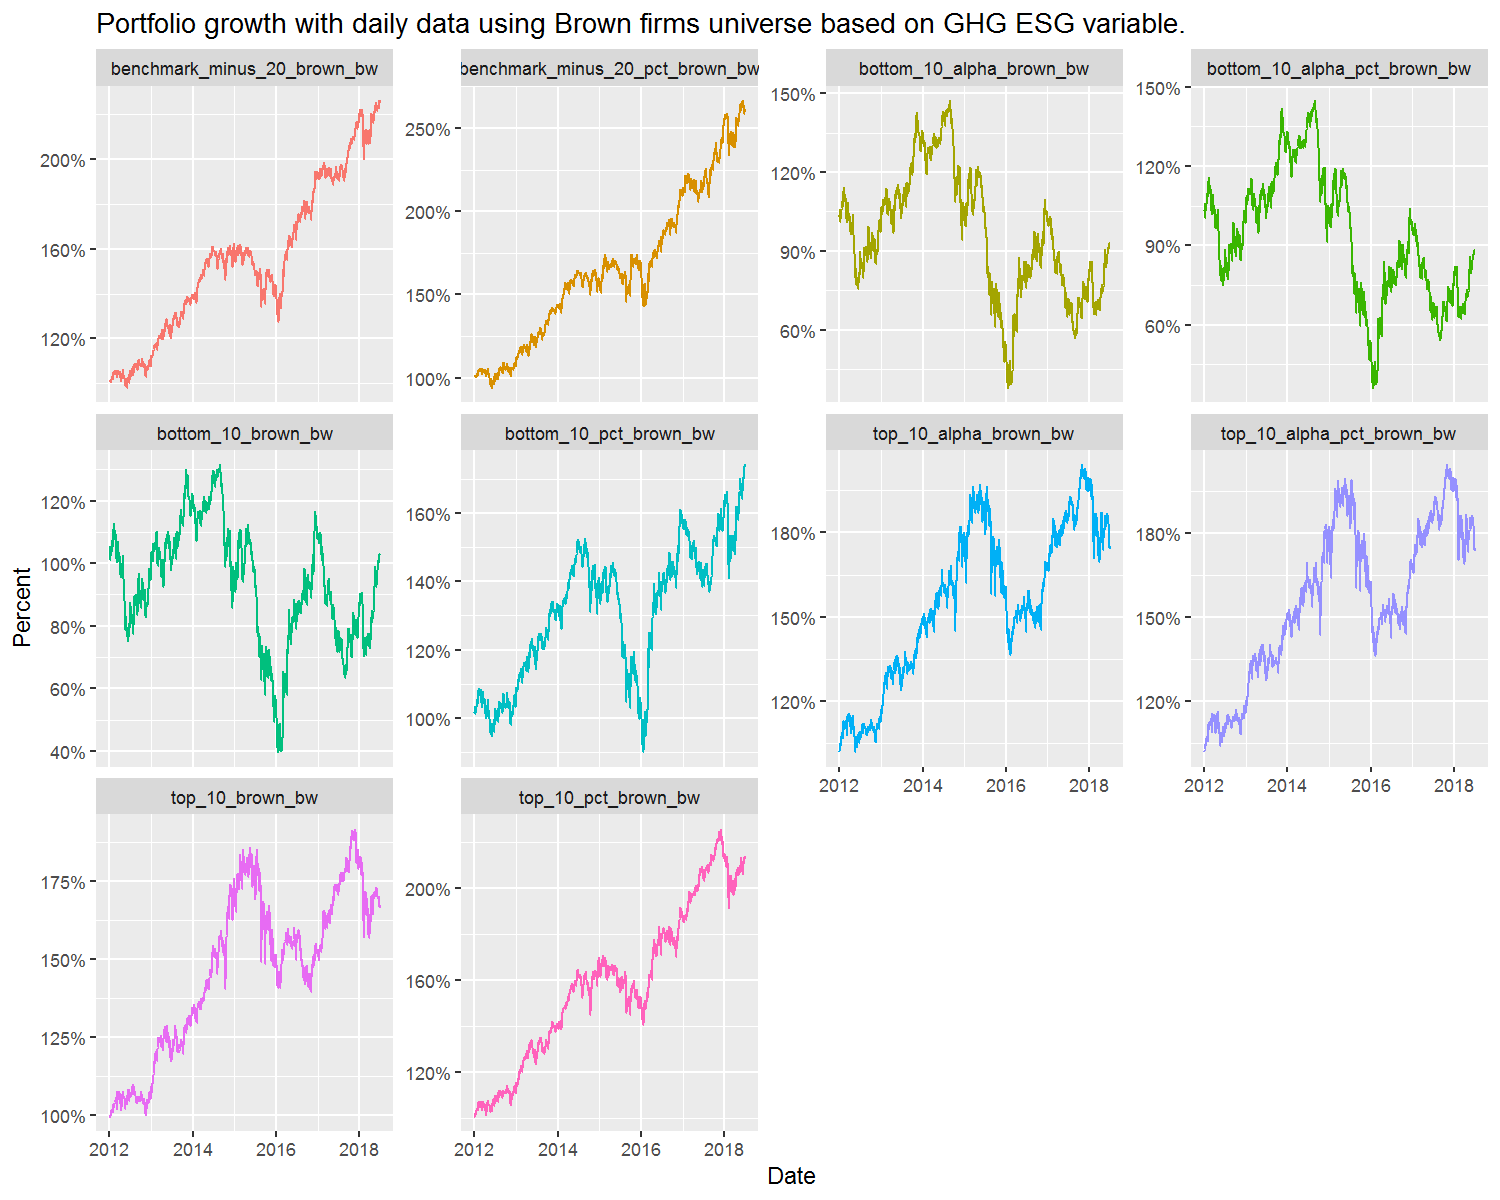 Portfolio growth with daily data using Brown firms universe based on GHG ESG variable.
benchmark_minus_20_brown_bw
benchmark_minus_20_pct_brown_bw
bottom_10_alpha_brown_bw
bottom_10_alpha_pct_brown_bw
200%
160%
120%
250%
200%
150%
100%
150%
120%
90%
60%
150%
120%
90%
60%
bottom_10_brown_bw
bottom_10_pct_brown_bw
top_10_alpha_brown_bw
top_10_alpha_pct_brown_bw
120%
100%
80%
60%
40%
160%
140%
120%
100%
180%
150%
120%
2012 2014 2016 2018
180%
150%
120%
2012 2014 2016 2018
top_10_brown_bw
top_10_pct_brown_bw
175%
150%
125%
100%
2012 2014 2016 2018
200%
160%
120%
2012 2014 2016 2018
Percent
Date